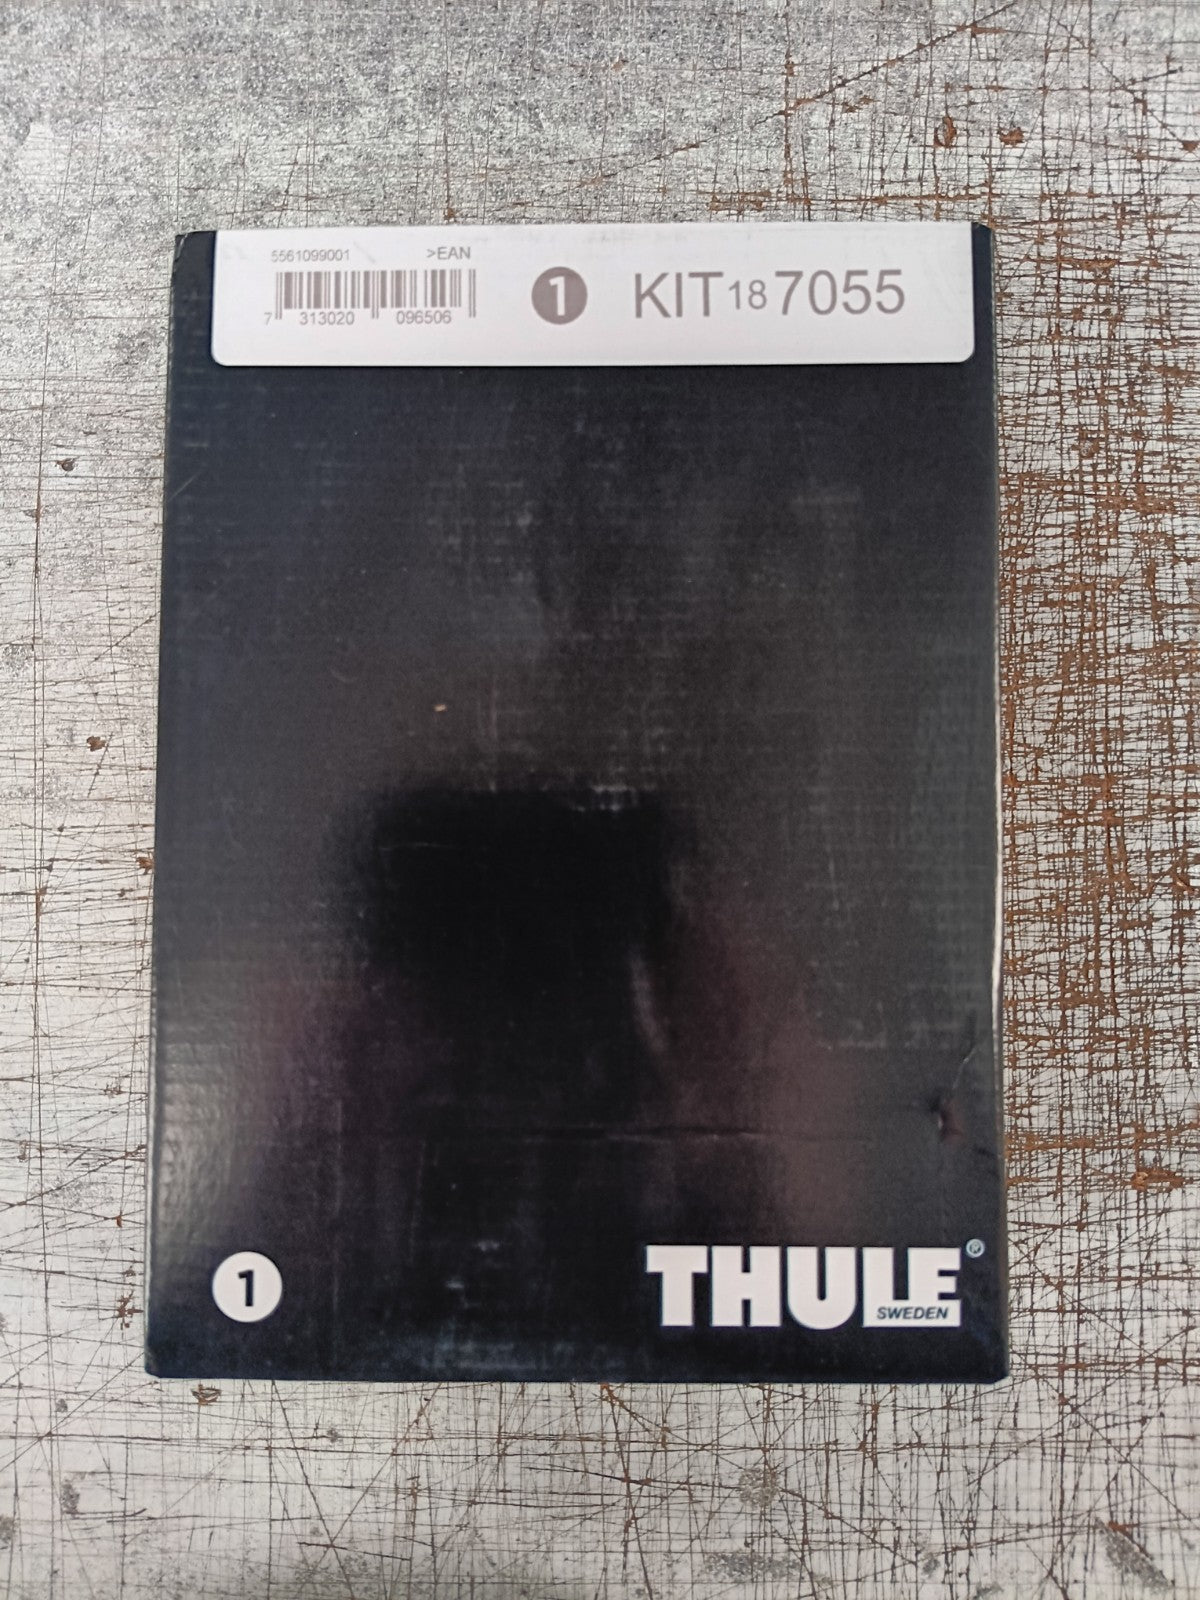 5561099001 >EAN
7 313020 096506
1 KIT 18 7055
1
THULE®
SWEDEN